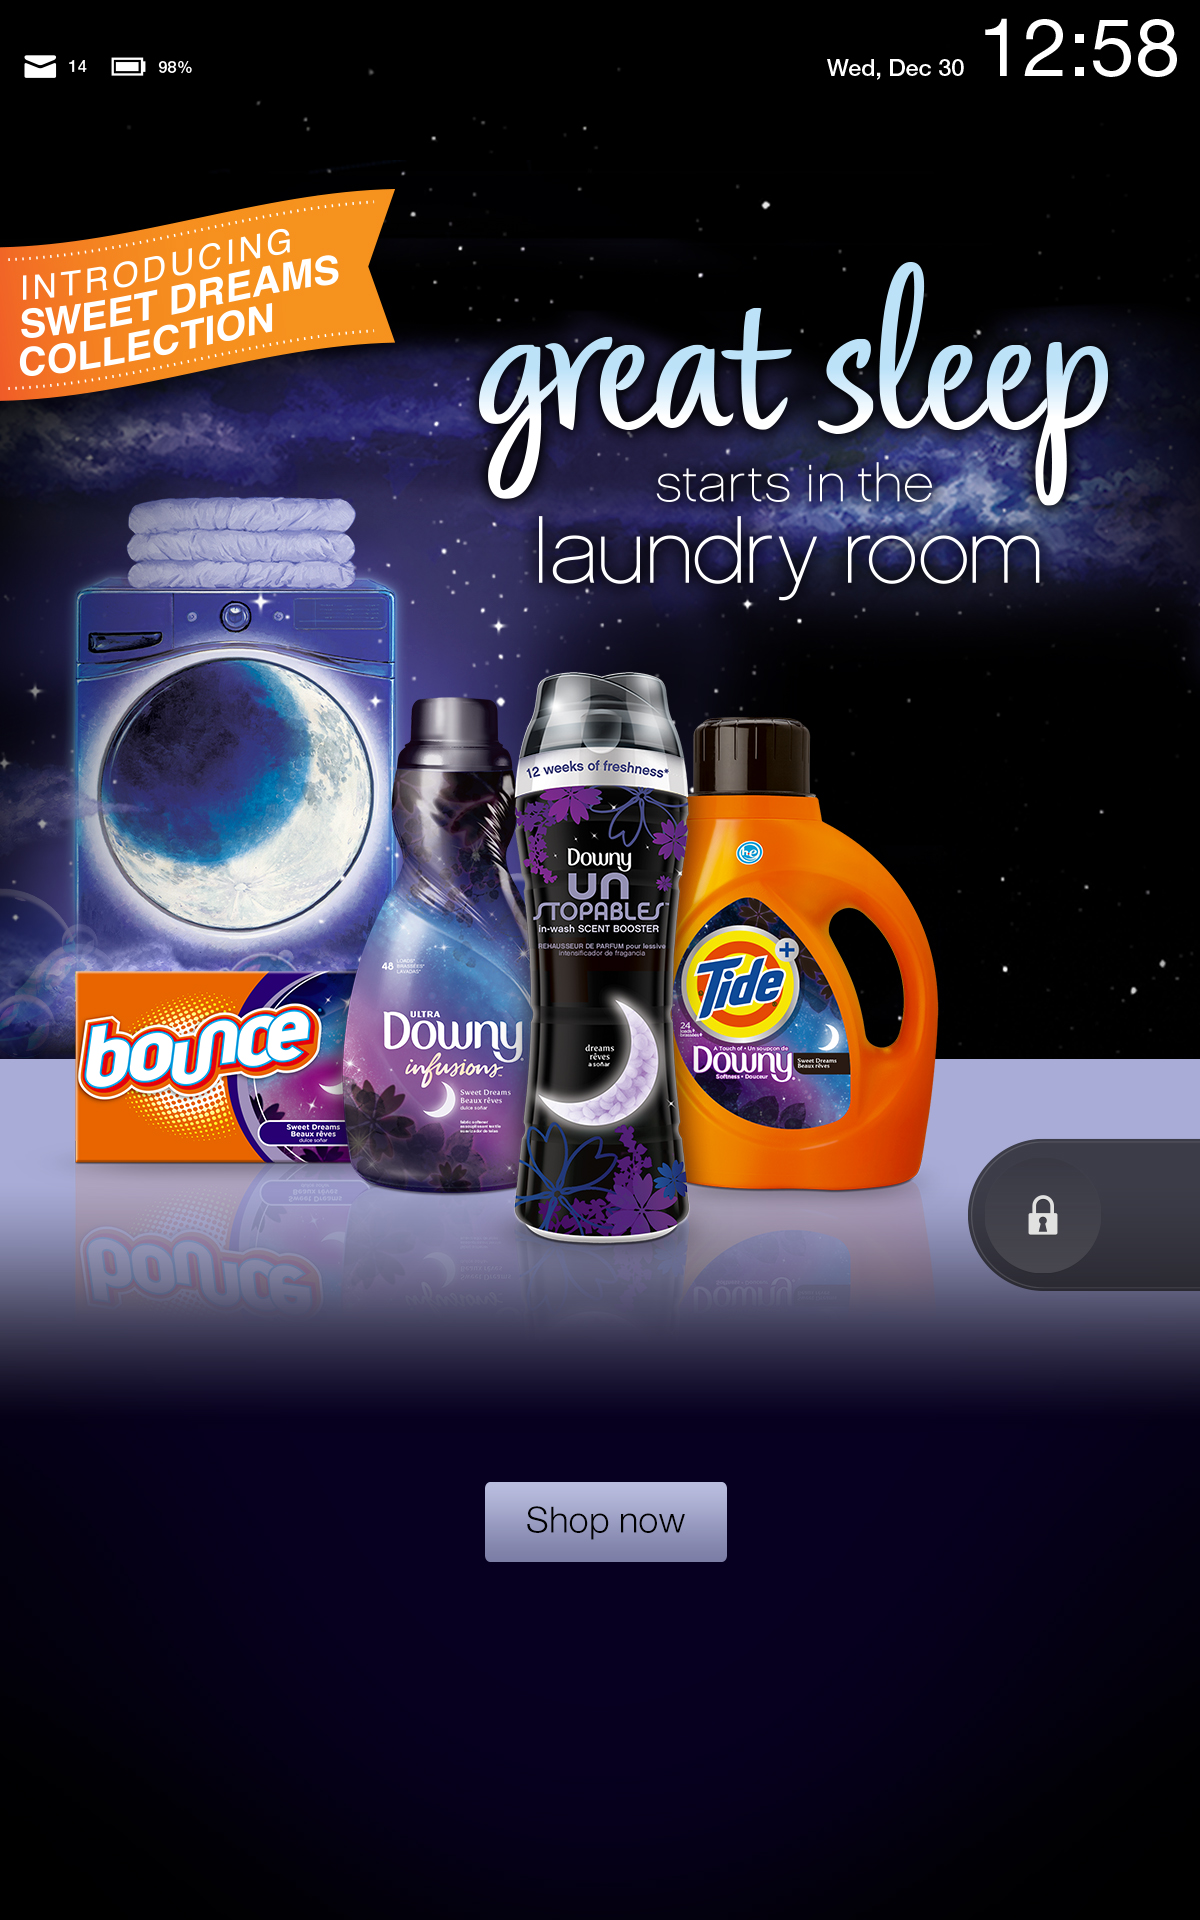 14 98% Wed, Dec 30 12:58
INTRODUCING
SWEET DREAMS
COLLECTION
great sleep
starts in the
laundry room
12 weeks of freshness*
Downy
UN
STOPABLES
in-wash SCENT BOOSTER
REHAUSSEUR DE PARFUM pour lessive
intensificador de fragancia
dreams
rêves
a soñar
48 LOADS*
BRASSÉES*
LAVADAS*
ULTRA
Downy
infusions
Sweet Dreams
Beaux rêves
dulce soñar
bounce
Sweet Dreams
Beaux rêves
dulce soñar
he
Tide +
24
A Touch of • Un soupçon de
Downy
Softness • Douceur
Sweet Dreams
Beaux rêves
Shop now